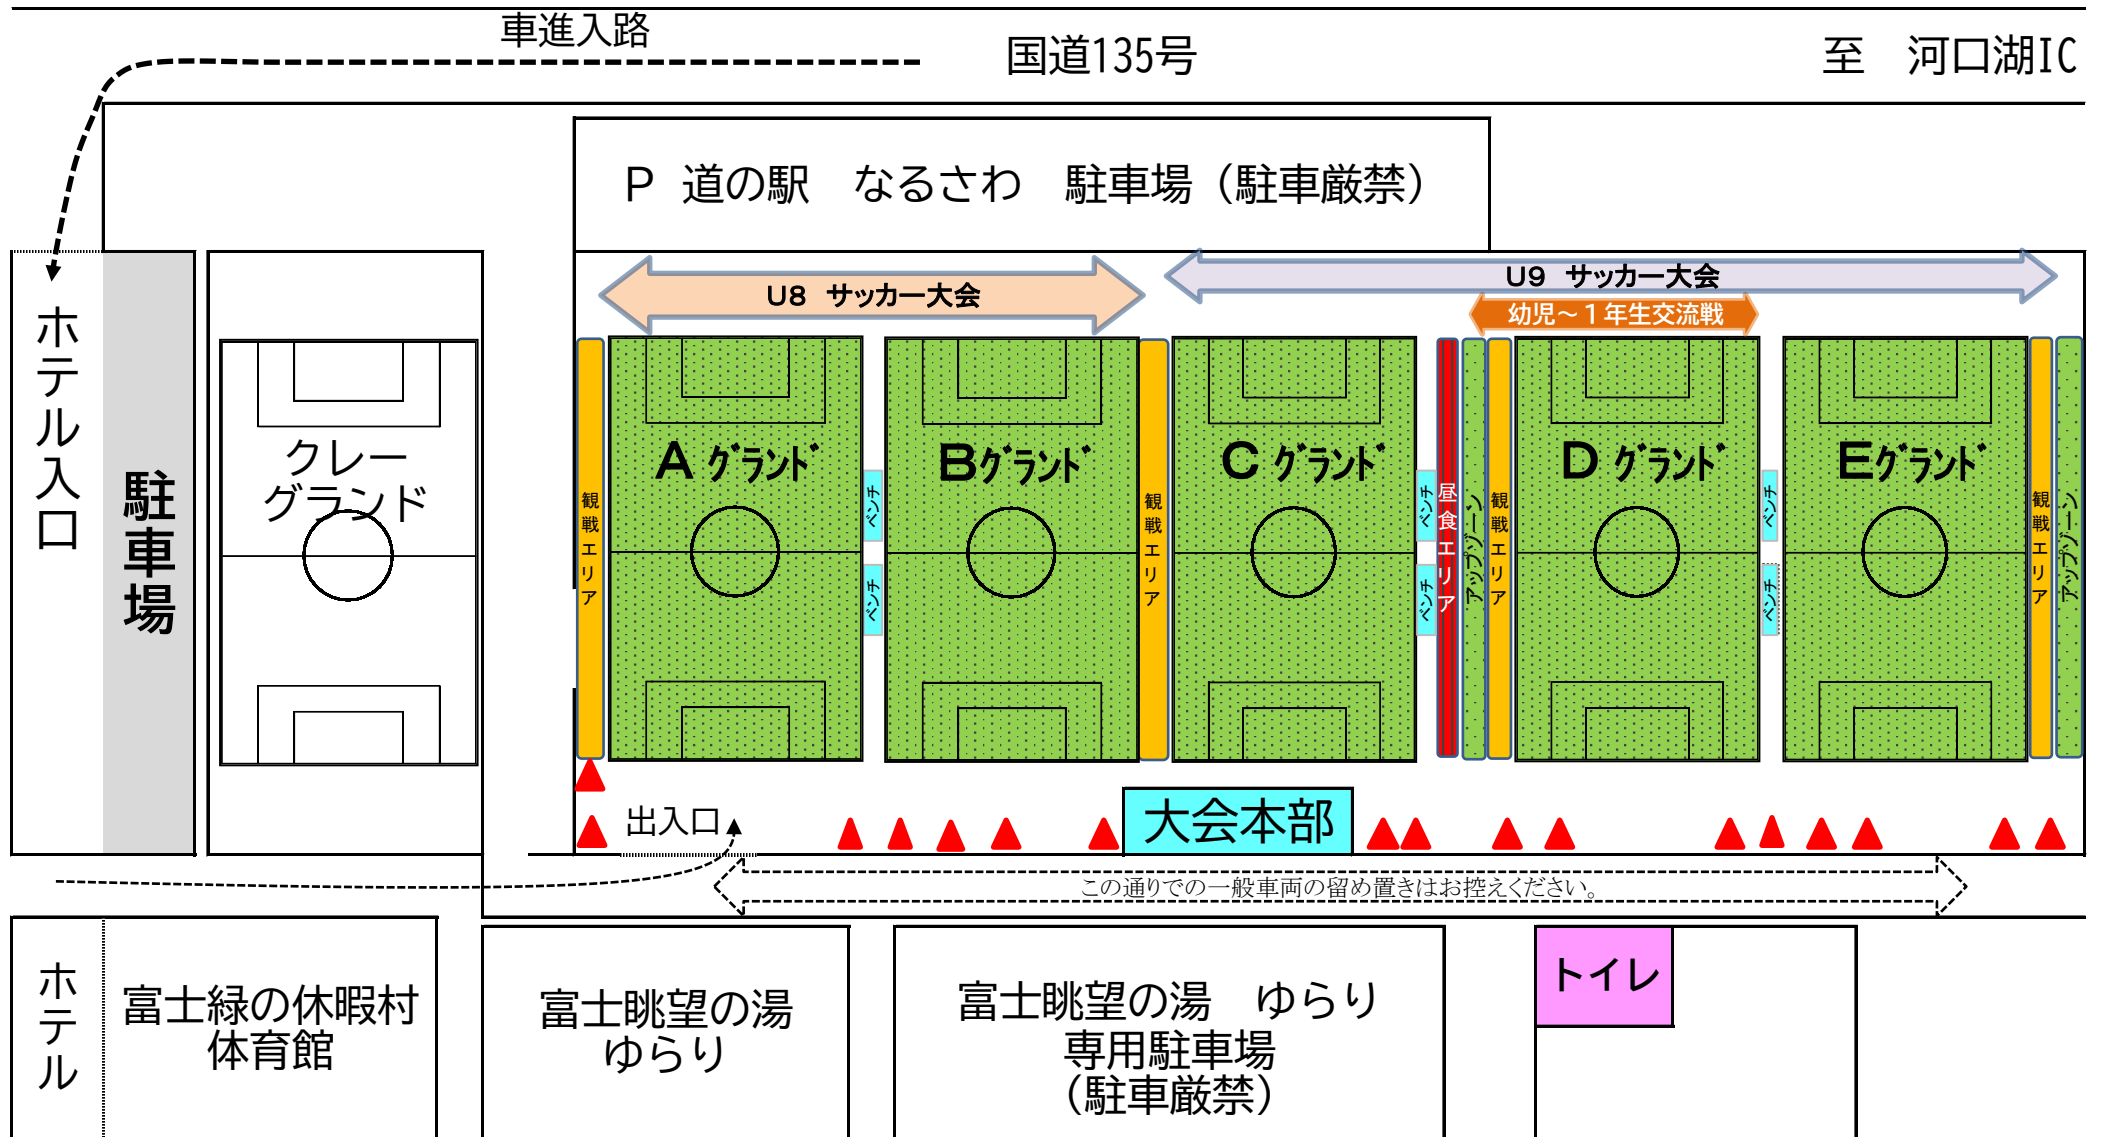 車進入路
国道135号
至　河口湖IC
P 道の駅　なるさわ　駐車場（駐車厳禁）
U8 サッカー大会
U9 サッカー大会
幼児～１年生交流戦
ホテル入口
駐車場
クレー
グランド
観戦エリア
A グランド
ベンチ
ベンチ
Bグランド
観戦エリア
C グランド
ベンチ
ベンチ
昼食エリア
アップゾーン
観戦エリア
D グランド
ベンチ
ベンチ
Eグランド
観戦エリア
アップゾーン
出入口
大会本部
この通りでの一般車両の留め置きはお控えください。
ホテル
富士緑の休暇村
体育館
富士眺望の湯
ゆらり
富士眺望の湯　ゆらり
専用駐車場
（駐車厳禁）
トイレ